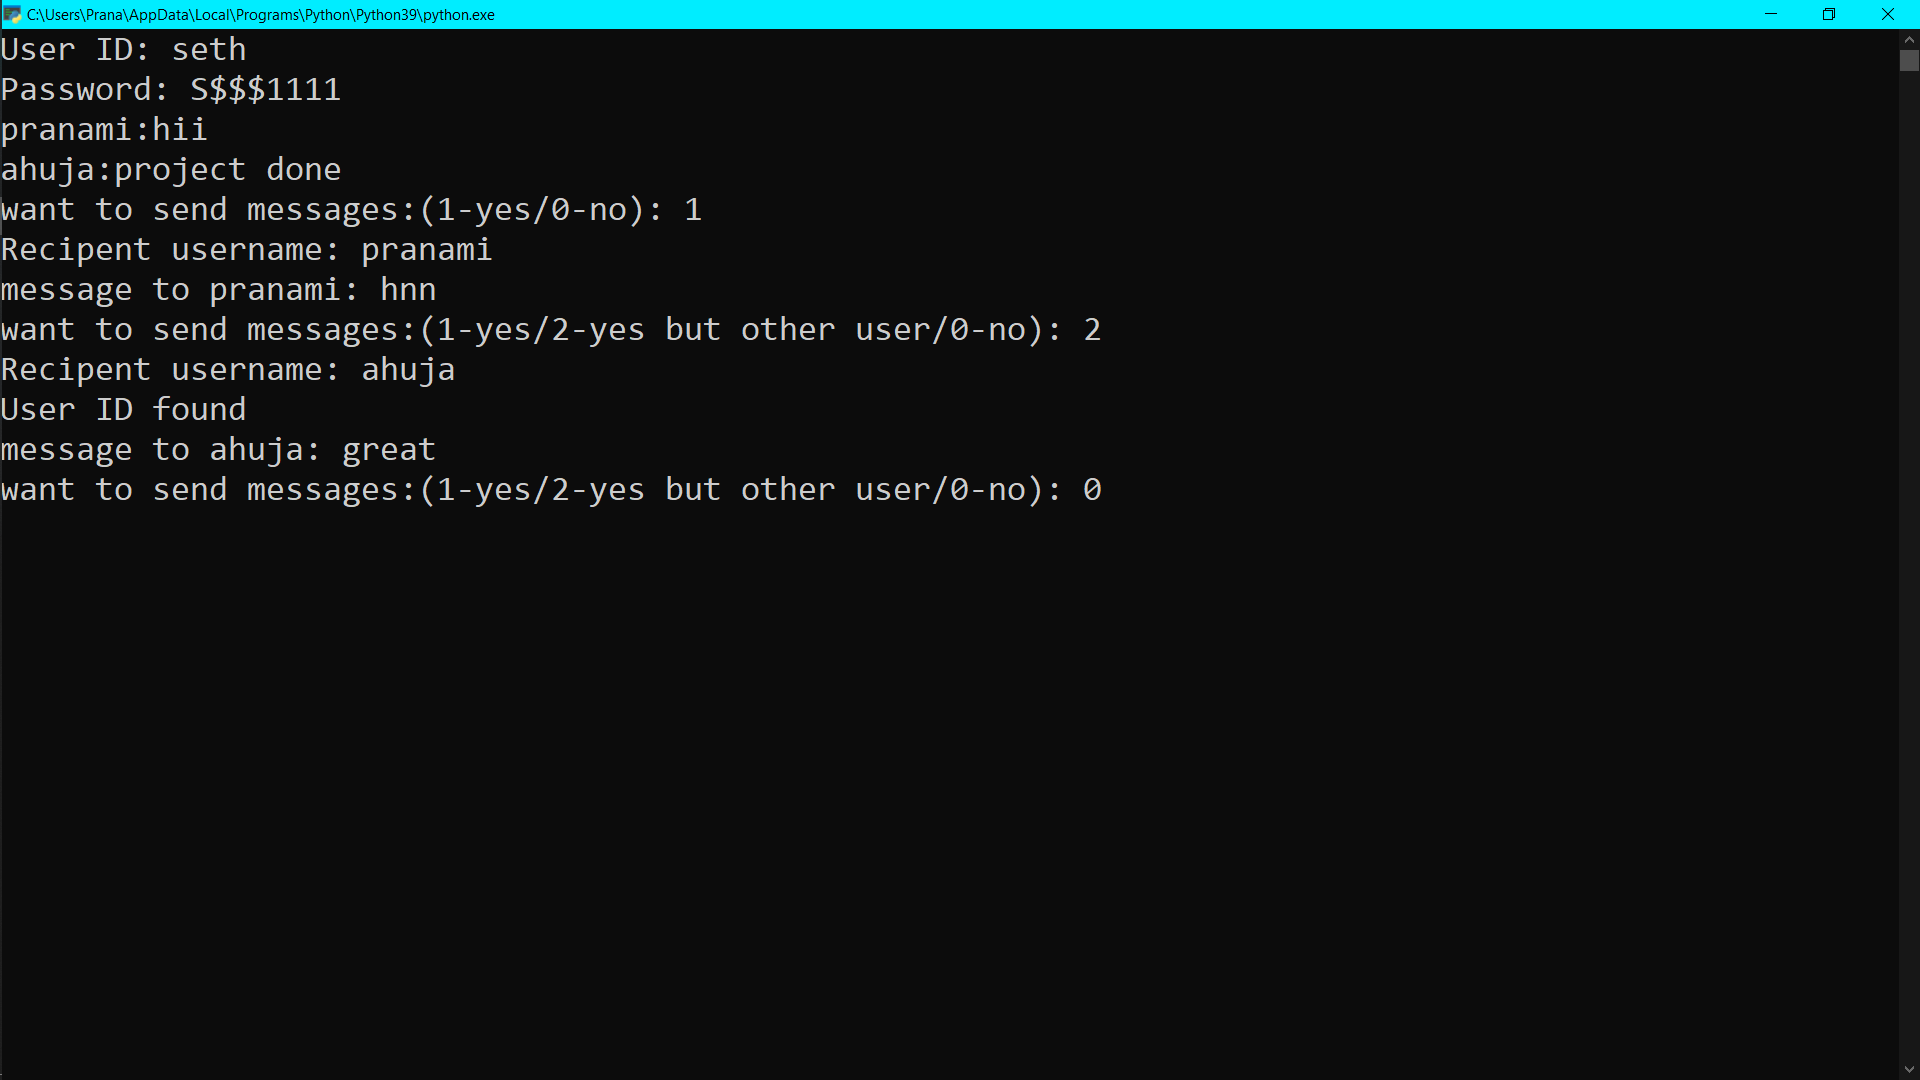 C:\Users\Prana\AppData\Local\Programs\Python\Python39\python.exe
User ID: seth
Password: S$$$1111
pranami:hii
ahuja:project done
want to send messages:(1-yes/0-no): 1
Recipent username: pranami
message to pranami: hnn
want to send messages:(1-yes/2-yes but other user/0-no): 2
Recipent username: ahuja
User ID found
message to ahuja: great
want to send messages:(1-yes/2-yes but other user/0-no): 0